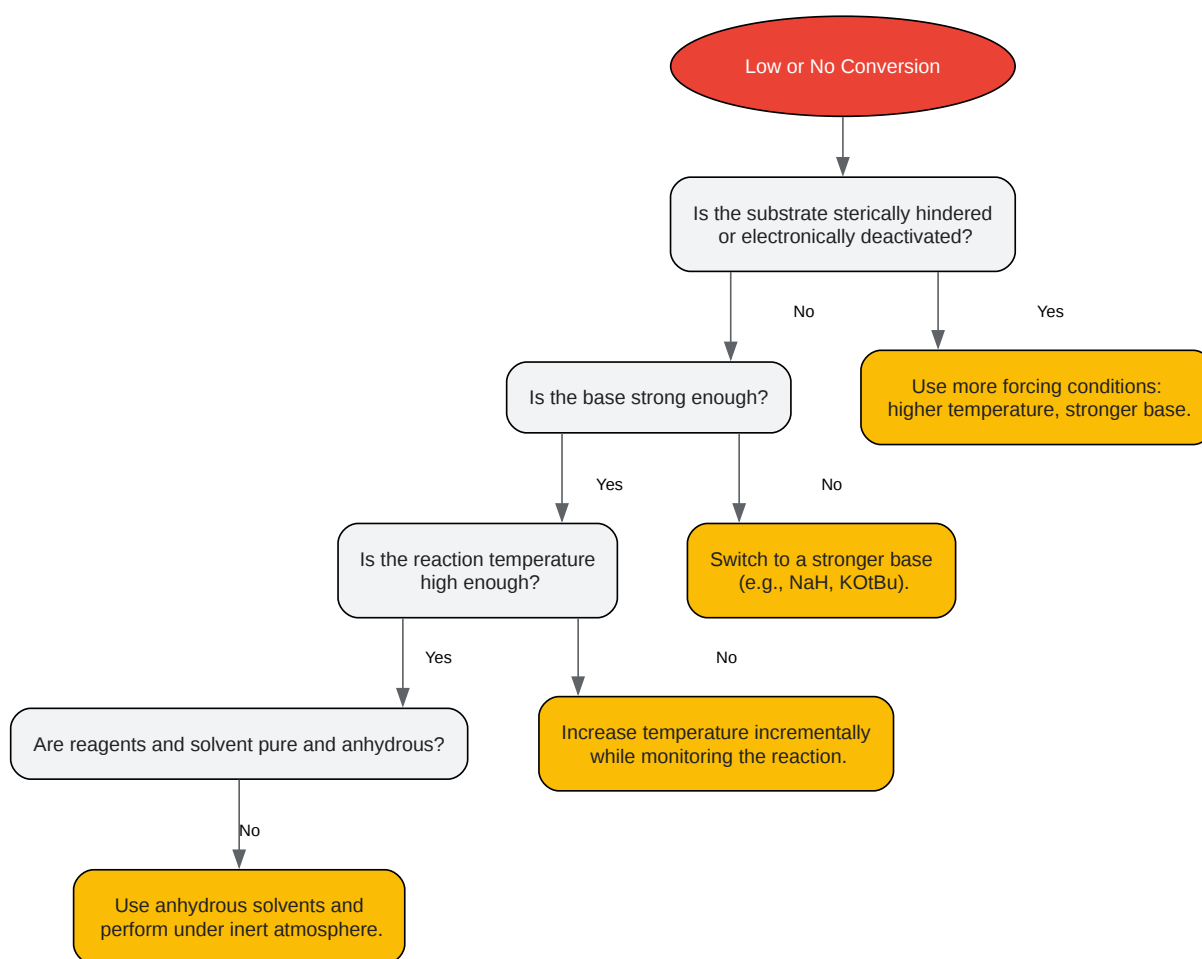 Low or No Conversion
Is the substrate sterically hindered
or electronically deactivated?
No
Yes
Is the base strong enough?
Use more forcing conditions:
higher temperature, stronger base.
Yes
No
Is the reaction temperature
high enough?
Switch to a stronger base
(e.g., NaH, KOtBu).
Yes
No
Are reagents and solvent pure and anhydrous?
Increase temperature incrementally
while monitoring the reaction.
No
Use anhydrous solvents and
perform under inert atmosphere.